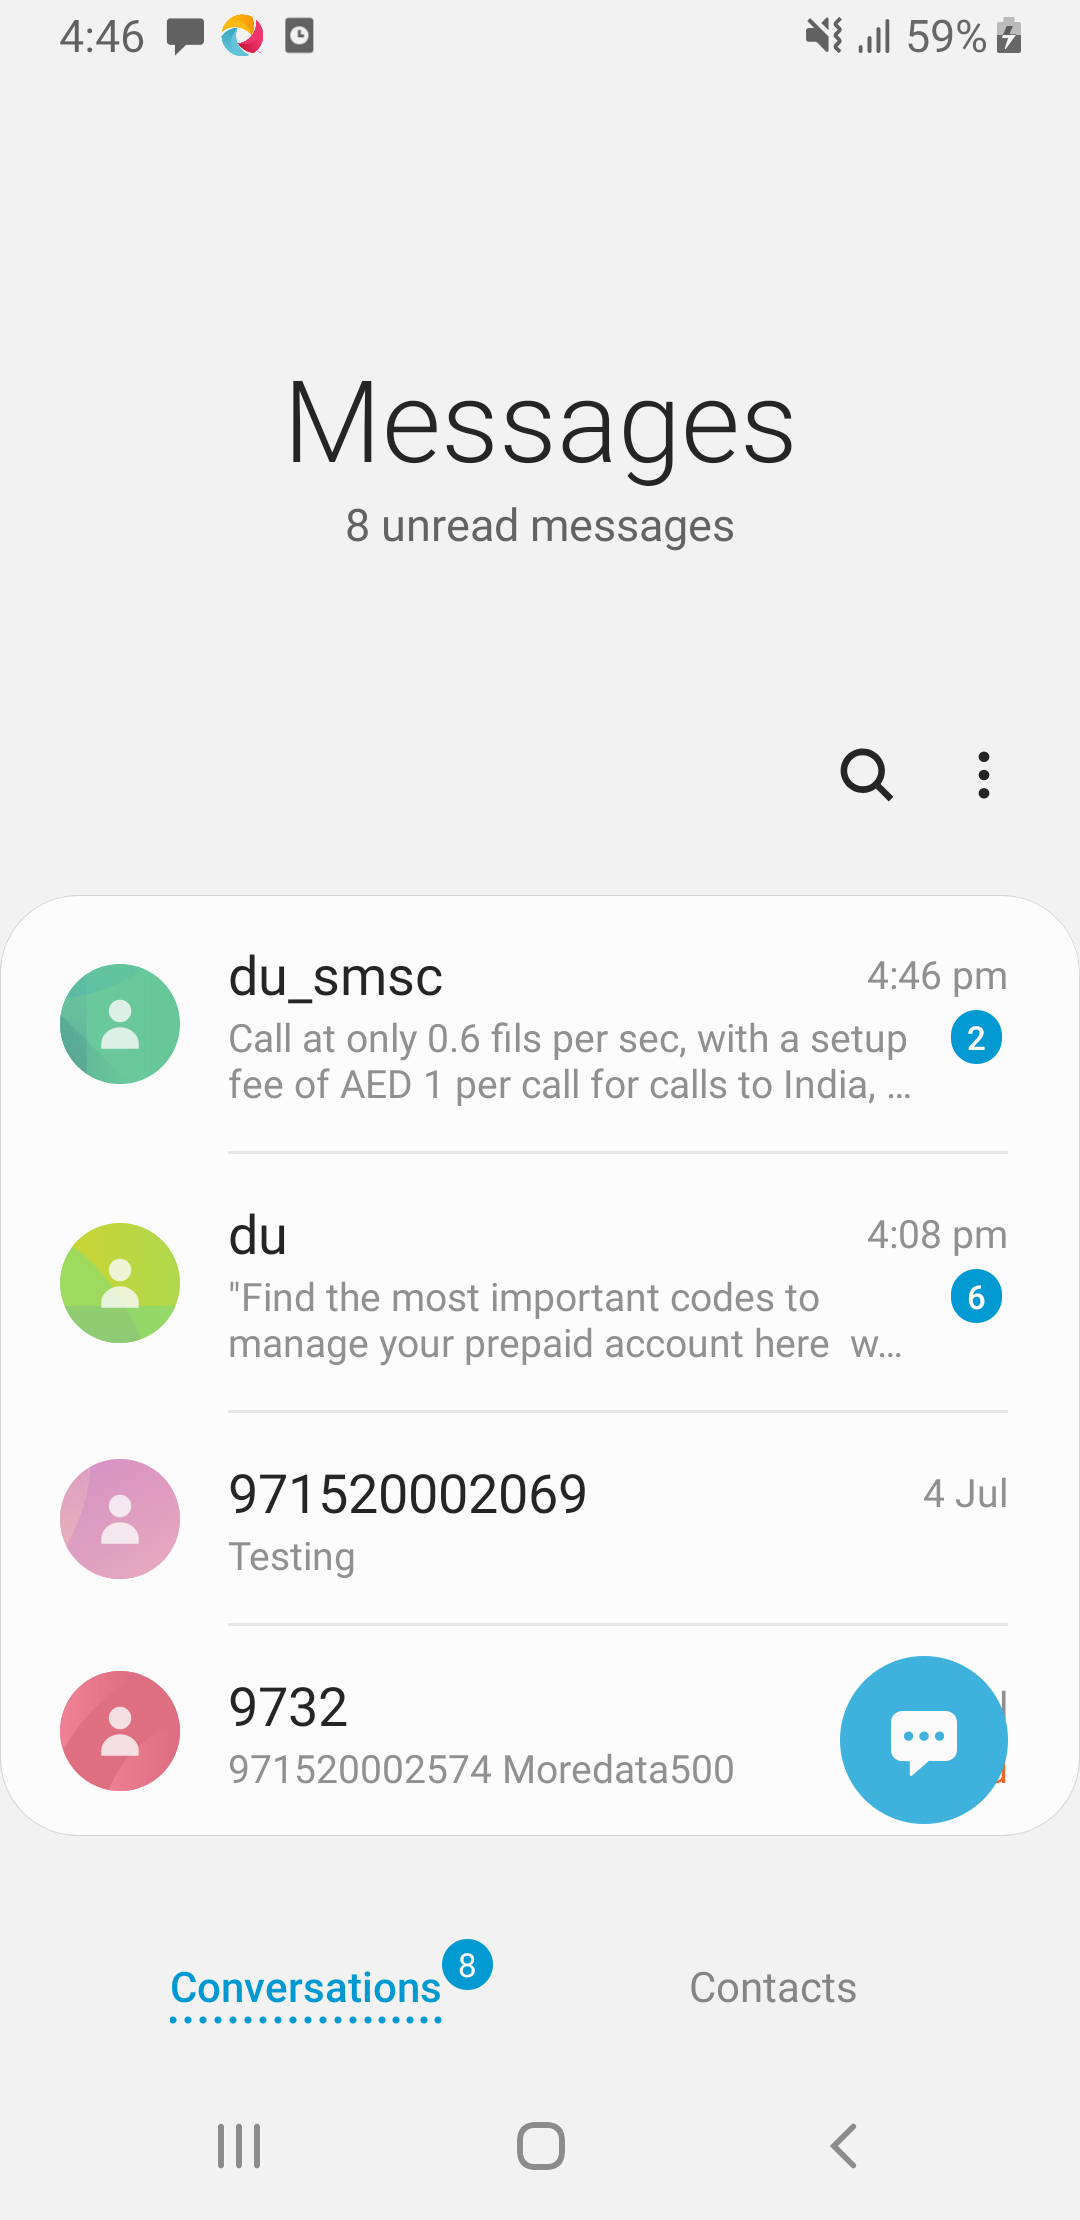 4:46
59%
Messages
8 unread messages
du_smsc
4:46 pm
Call at only 0.6 fils per sec, with a setup
fee of AED 1 per call for calls to India, ...
2
du
4:08 pm
"Find the most important codes to
manage your prepaid account here  w...
6
971520002069
4 Jul
Testing
9732
971520002574 Moredata500
Conversations
8
Contacts